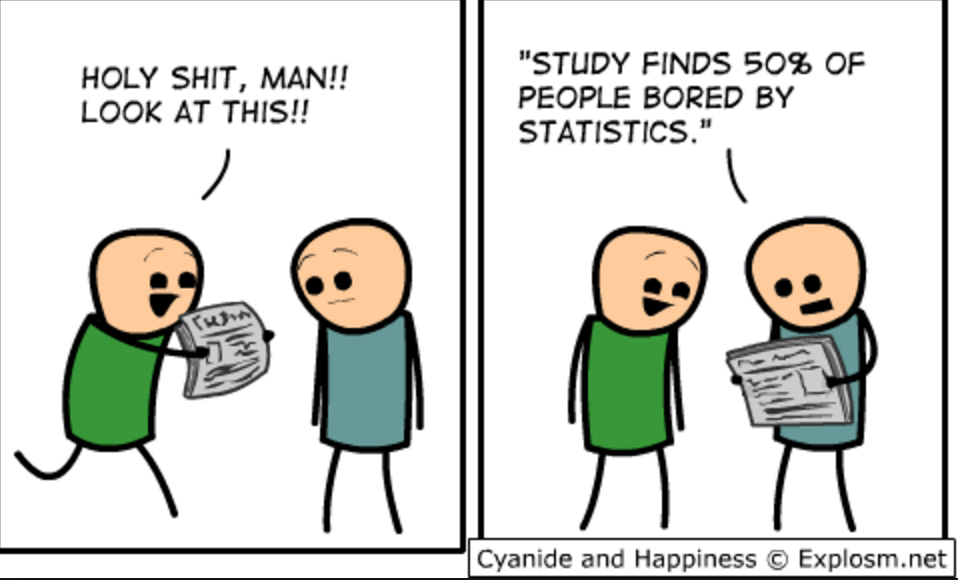 HOLY SHIT, MAN!!
LOOK AT THIS!!
"STUDY FINDS 50% OF
PEOPLE BORED BY
STATISTICS."
Cyanide and Happiness © Explosm.net